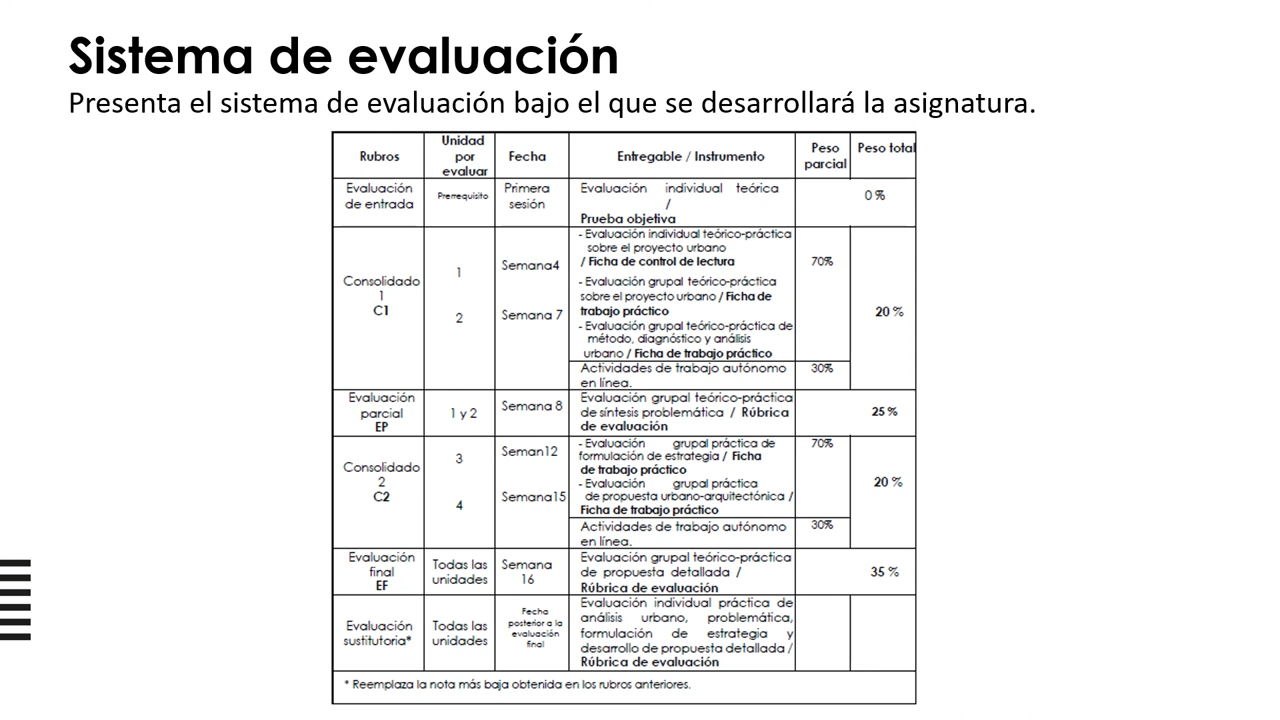 Sistema de evaluación
Presenta el sistema de evaluación bajo el que se desarrollará la asignatura.
Rubros
Unidad
por
evaluar
Fecha
Entregable / Instrumento
Peso
parcial
Peso total
Evaluación
de entrada
Prerrequisito
Primera
sesión
Evaluación individual teórica
/
Prueba objetiva
0 %
Consolidado
1
C1
1
2
Semana4
Semana 7
- Evaluación individual teórico-práctica
sobre el proyecto urbano
/ Ficha de control de lectura
- Evaluación grupal teórico-práctica
sobre el proyecto urbano / Ficha de
trabajo práctico
- Evaluación grupal teórico-práctica de
método, diagnóstico y análisis
urbano / Ficha de trabajo práctico
70%
Actividades de trabajo autónomo
en línea.
30%
20 %
Evaluación
parcial
EP
1 y 2
Semana 8
Evaluación grupal teórico-práctica
de síntesis problemática / Rúbrica
de evaluación
25 %
Consolidado
2
C2
3
4
Seman12
Semana15
- Evaluación grupal práctica de
formulación de estrategia / Ficha
de trabajo práctico
- Evaluación grupal práctica
de propuesta urbano-arquitectónica /
Ficha de trabajo práctico
70%
Actividades de trabajo autónomo
en línea.
30%
20 %
Evaluación
final
EF
Todas las
unidades
Semana
16
Evaluación grupal teórico-práctica
de propuesta detallada /
Rúbrica de evaluación
35 %
Evaluación
sustitutoria*
Todas las
unidades
Fecha
posterior a la
evaluación
final
Evaluación individual práctica de
análisis urbano, problemática,
formulación de estrategia y
desarrollo de propuesta detallada /
Rúbrica de evaluación
* Reemplaza la nota más baja obtenida en los rubros anteriores.